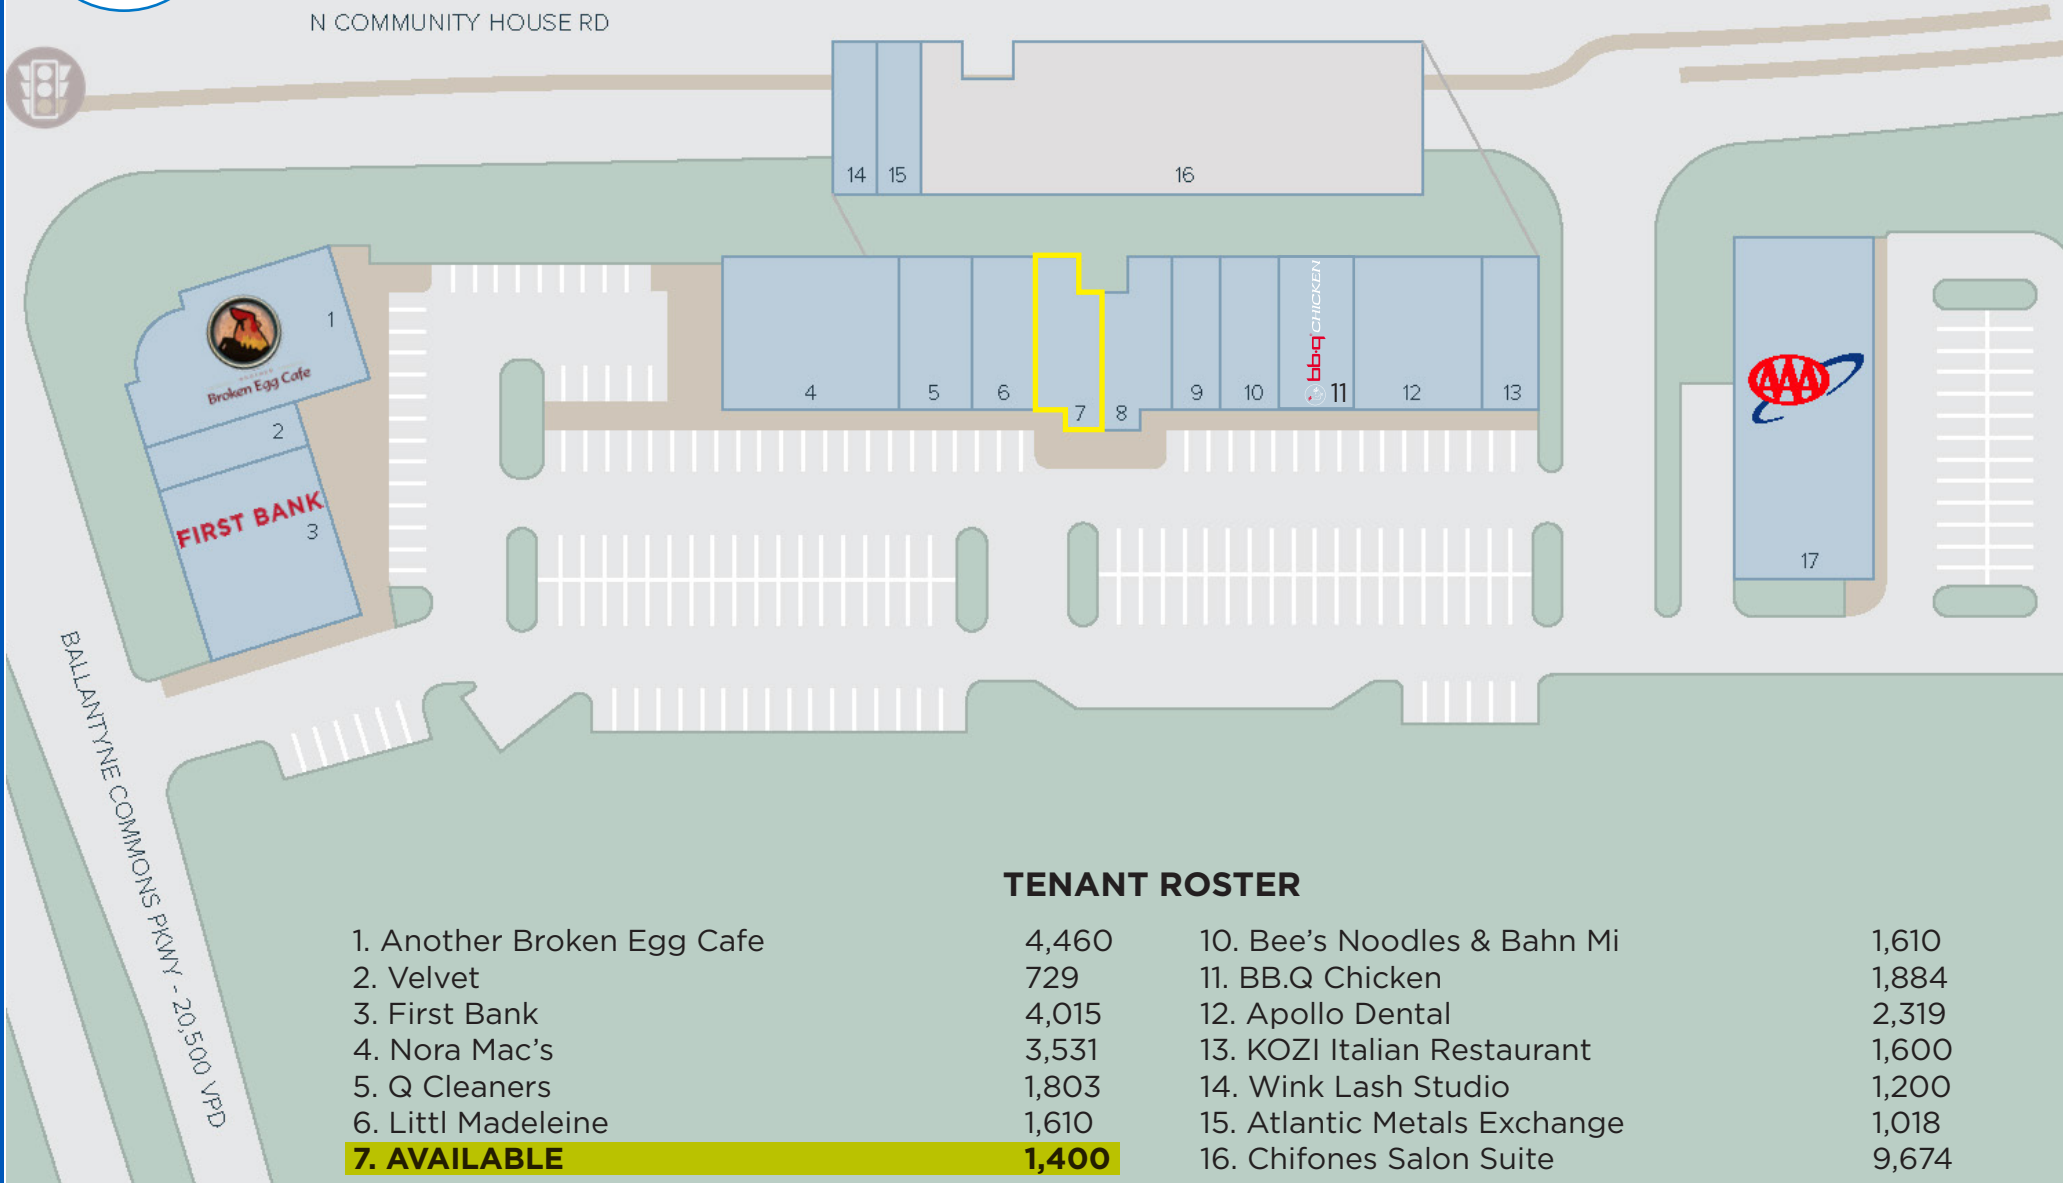 N COMMUNITY HOUSE RD
14
15
16
1
Broken Egg Cafe
2
FIRST BANK
3
4
5
6
7
8
9
10
bb.q CHICKEN
11
12
13
AAA
17
BALLANTYNE COMMONS PKWY - 20,500 VPD
TENANT ROSTER
1. Another Broken Egg Cafe 4,460
2. Velvet 729
3. First Bank 4,015
4. Nora Mac's 3,531
5. Q Cleaners 1,803
6. Littl Madeleine 1,610
7. AVAILABLE 1,400
10. Bee's Noodles & Bahn Mi 1,610
11. BB.Q Chicken 1,884
12. Apollo Dental 2,319
13. KOZI Italian Restaurant 1,600
14. Wink Lash Studio 1,200
15. Atlantic Metals Exchange 1,018
16. Chifones Salon Suite 9,674